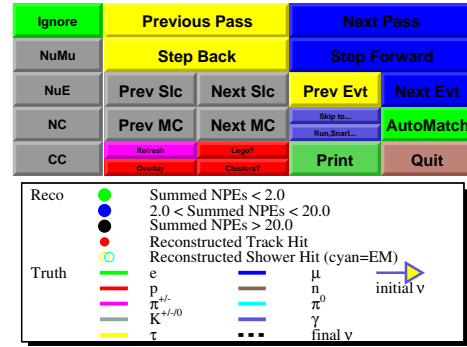 Ignore Previous Pass Next Pass
NuMu Step Back Step Forward
NuE Prev Slc Next Slc Prev Evt Next Evt
NC Prev MC Next MC Skip to... AutoMatch
Run,Snarl...
CC Refresh Lego? Print Quit
Overlay Clusters?
Reco Summed NPEs < 2.0
2.0 < Summed NPEs < 20.0
Summed NPEs > 20.0
Reconstructed Track Hit
Reconstructed Shower Hit (cyan=EM)
Truth e μ
p n initial ν
π+/- π0
K+/-/0 γ
τ final ν